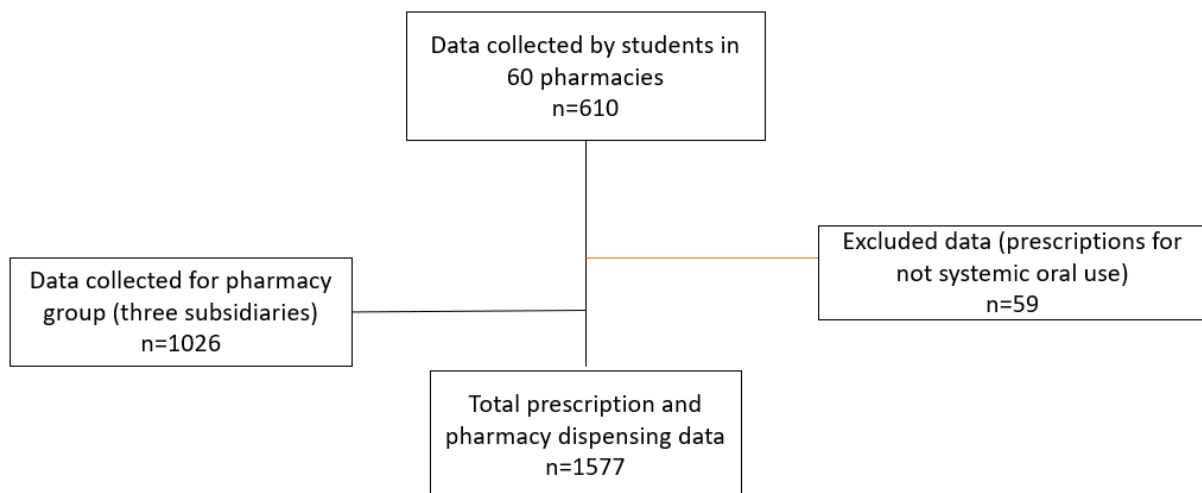 Data collected by students in
60 pharmacies
n=610
Excluded data (prescriptions for
not systemic oral use)
n=59
Data collected for pharmacy
group (three subsidiaries)
n=1026
Total prescription and
pharmacy dispensing data
n=1577